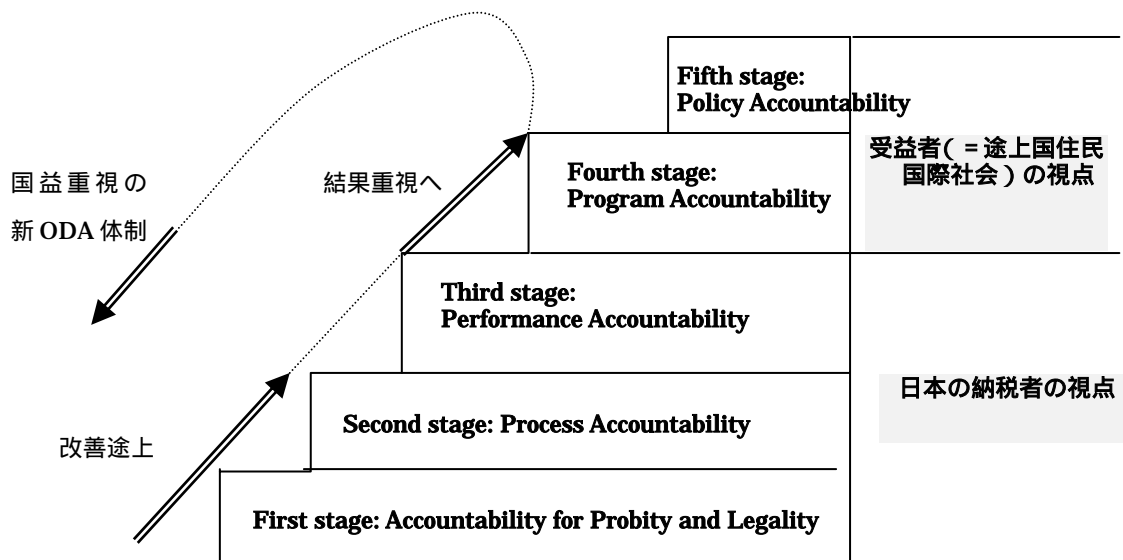 Fifth stage:
Policy Accountability
受益者(=途上国住民
国際社会)の視点
Fourth stage:
Program Accountability
結果重視へ
国益重視の
新 ODA 体制
Third stage:
Performance Accountability
日本の納税者の視点
Second stage: Process Accountability
改善途上
First stage: Accountability for Probity and Legality